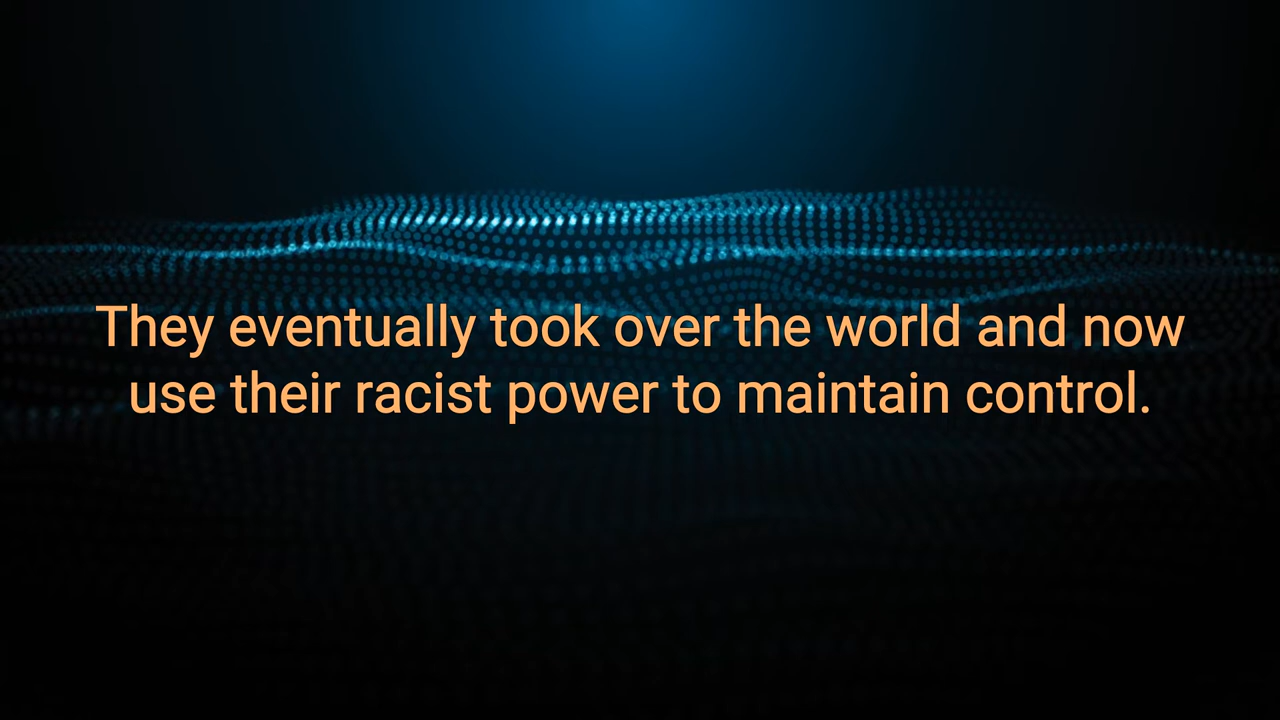 They eventually took over the world and now
use their racist power to maintain control.